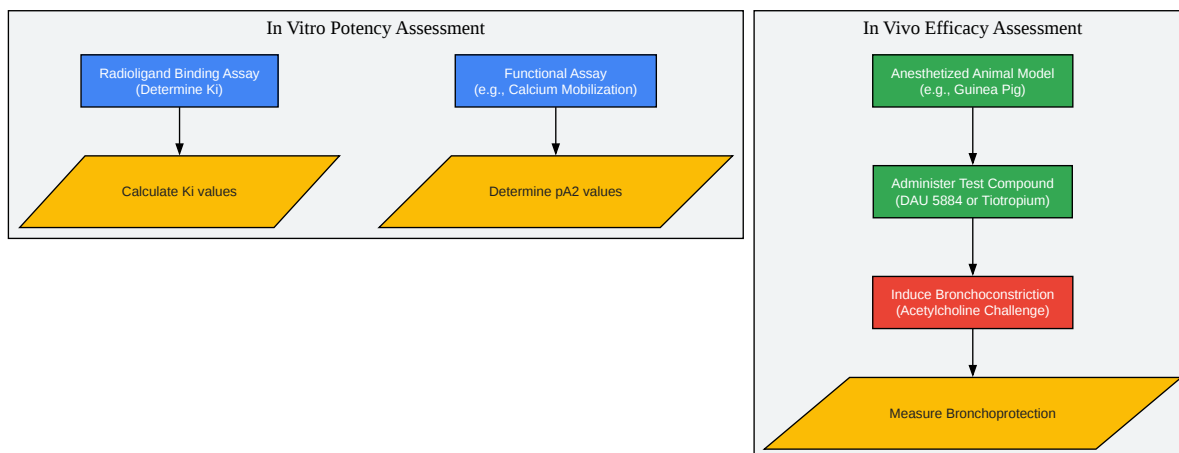 In Vitro Potency Assessment
Radioligand Binding Assay
(Determine Ki)
Functional Assay
(e.g., Calcium Mobilization)
Calculate Ki values
Determine pA2 values
In Vivo Efficacy Assessment
Anesthetized Animal Model
(e.g., Guinea Pig)
Administer Test Compound
(DAU 5884 or Tiotropium)
Induce Bronchoconstriction
(Acetylcholine Challenge)
Measure Bronchoprotection